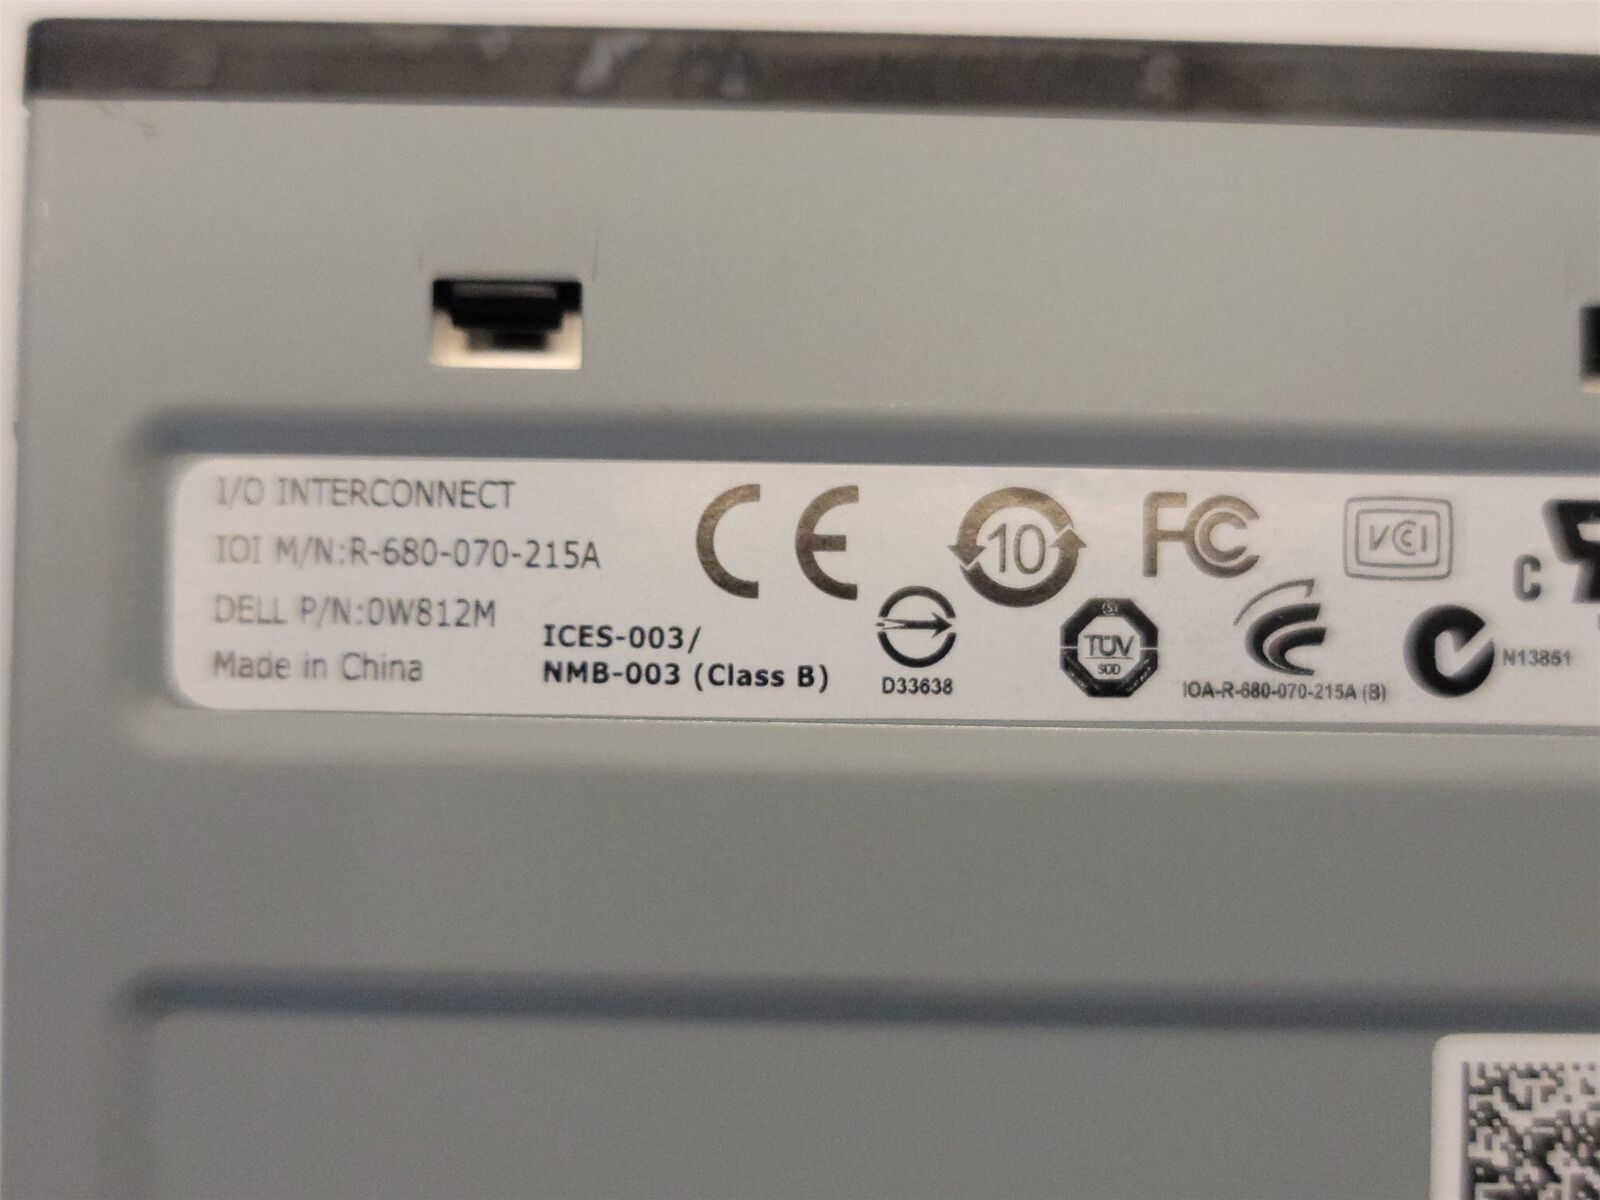 I/O INTERCONNECT
IOI M/N:R-680-070-215A
DELL P/N:0W812M
Made in China
ICES-003/
NMB-003 (Class B)
CE
10
FC
VCCI
D33638
TÜV
IOA-R-680-070-215A (B)
N13851
C